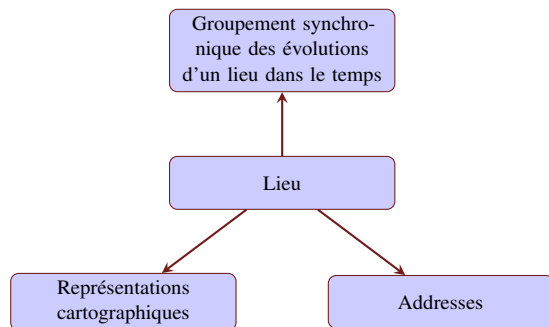 Groupement synchro-
nique des évolutions
d'un lieu dans le temps
Lieu
Représentations
cartographiques
Addresses